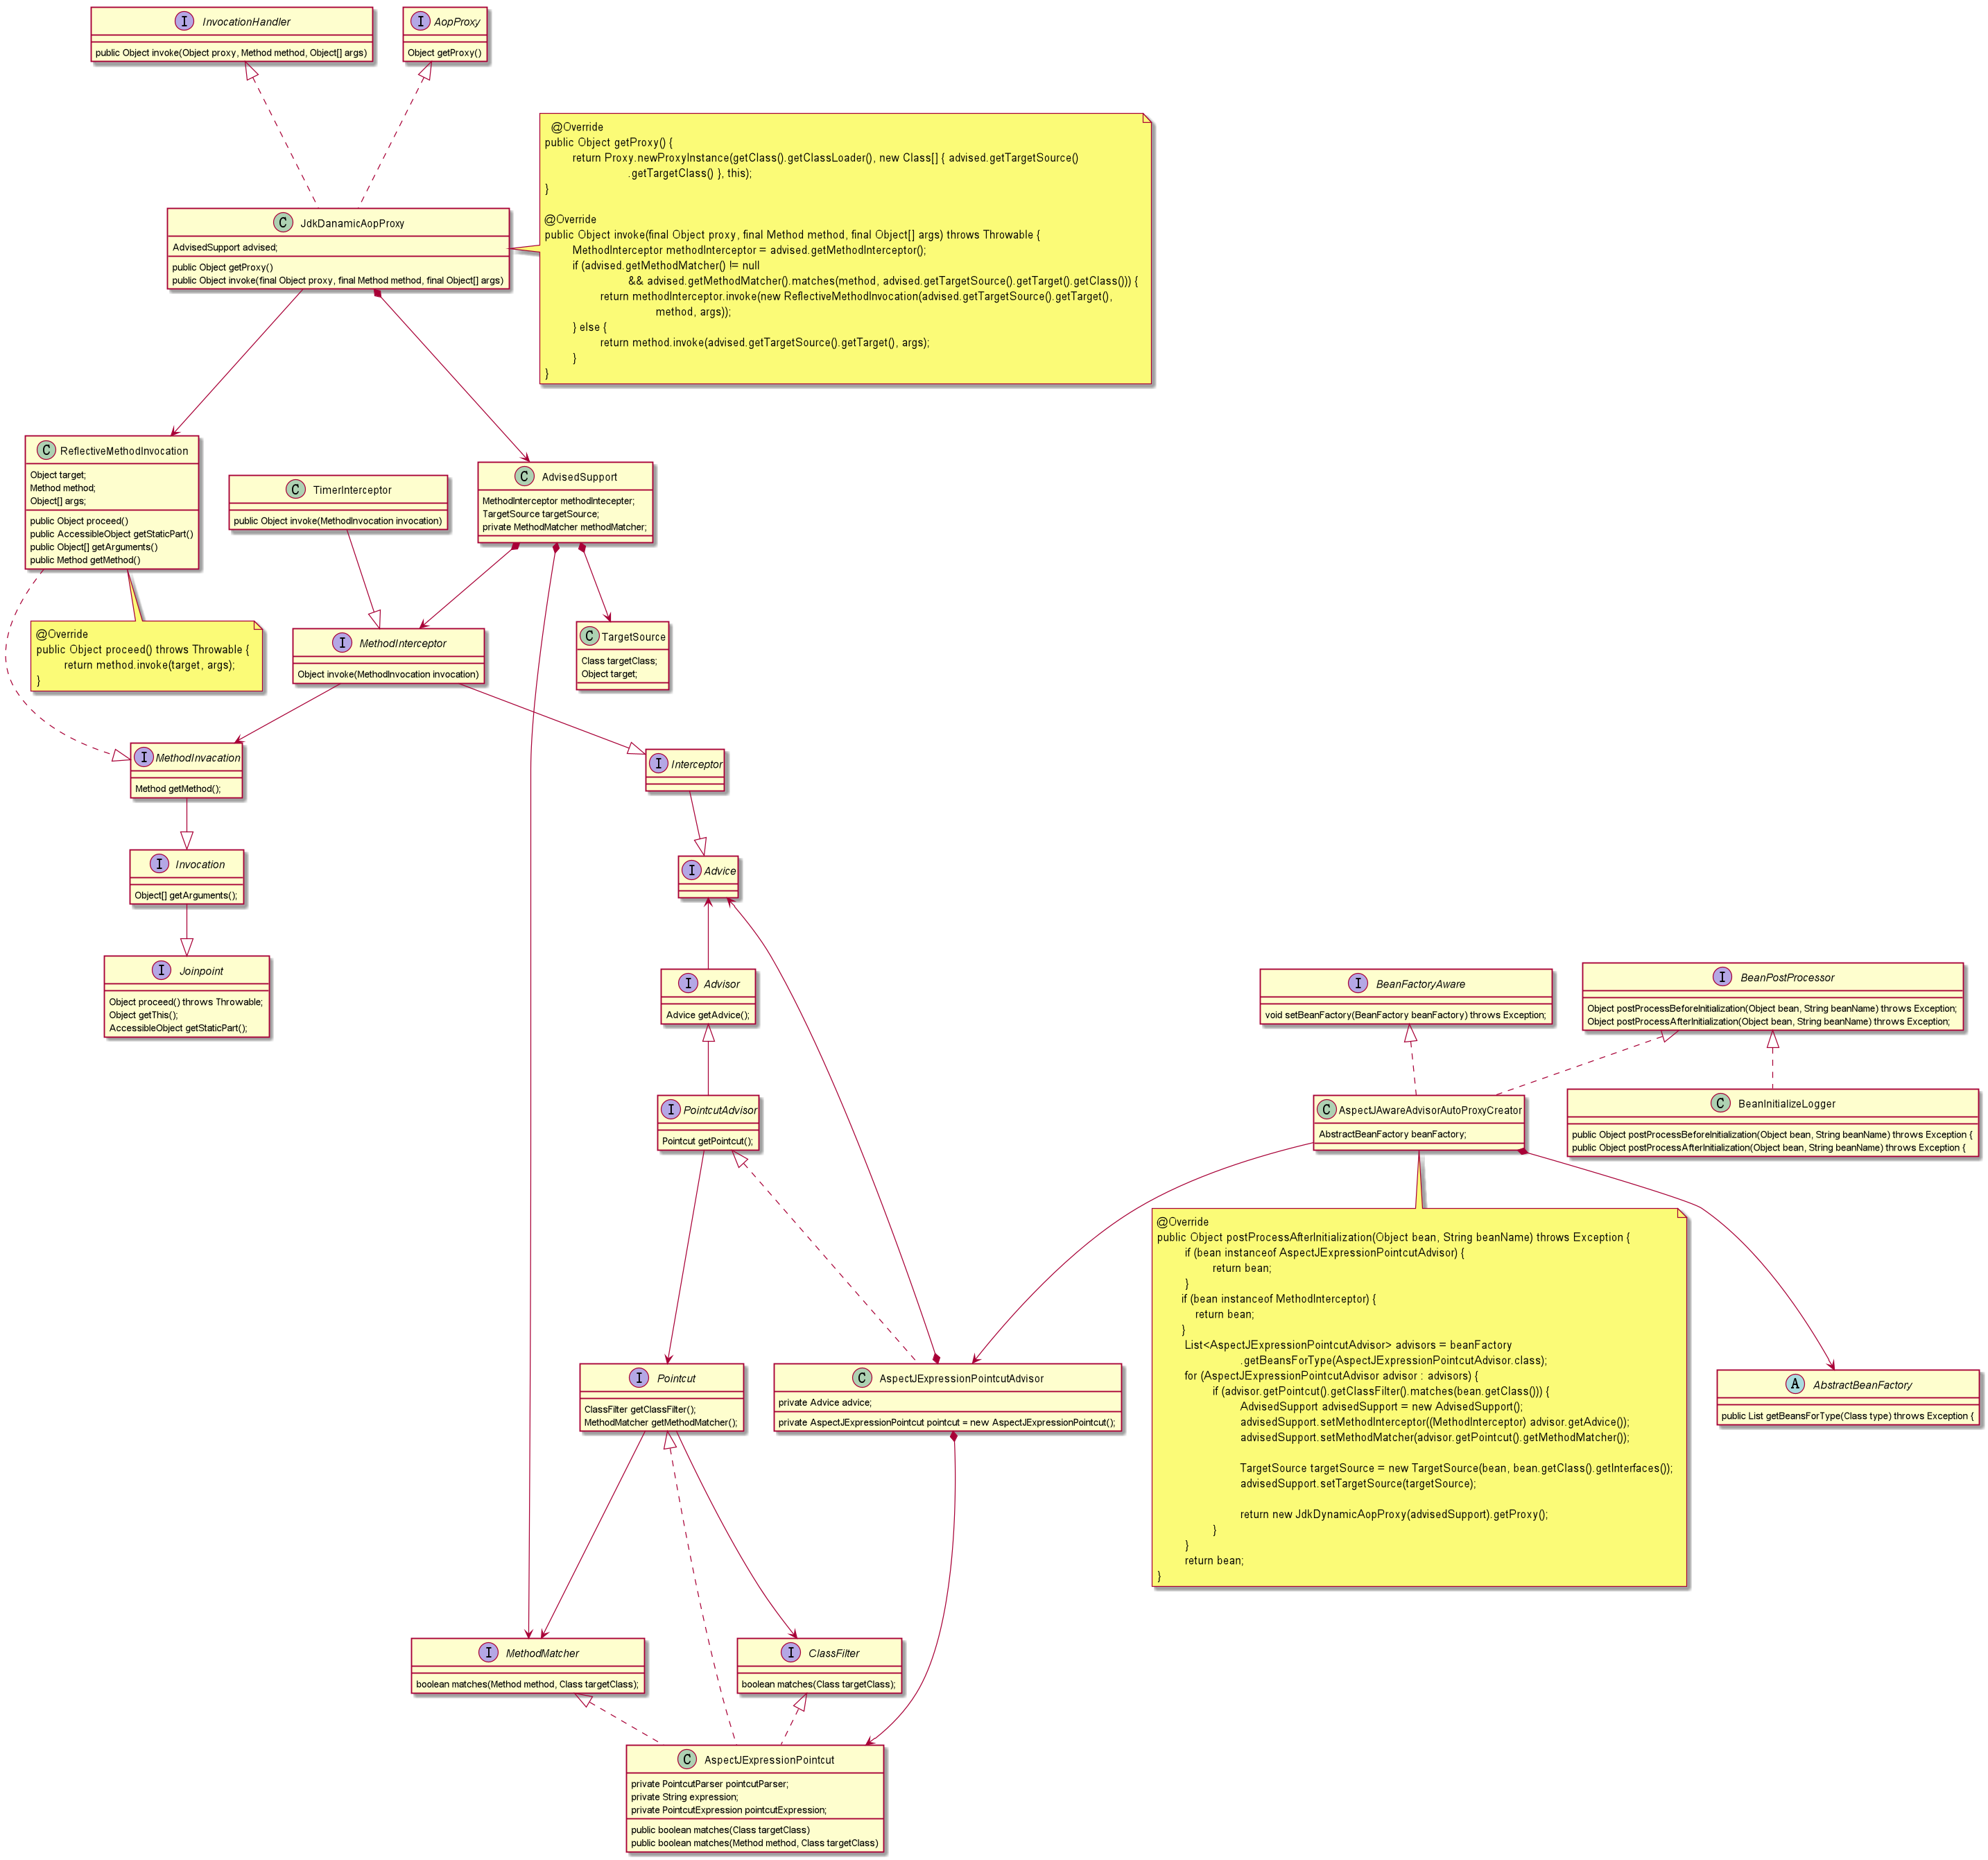 I InvocationHandler
public Object invoke(Object proxy, Method method, Object[] args)
I AopProxy
Object getProxy()
@Override
public Object getProxy() {
return Proxy.newProxyInstance(getClass().getClassLoader(), new Class[] { advised.getTargetSource()
.getTargetClass() }, this);
}
@Override
public Object invoke(final Object proxy, final Method method, final Object[] args) throws Throwable {
MethodInterceptor methodInterceptor = advised.getMethodInterceptor();
if (advised.getMethodMatcher() != null
&& advised.getMethodMatcher().matches(method, advised.getTargetSource().getTarget().getClass())) {
return methodInterceptor.invoke(new ReflectiveMethodInvocation(advised.getTargetSource().getTarget(),
method, args));
} else {
return method.invoke(advised.getTargetSource().getTarget(), args);
}
}
C JdkDanamicAopProxy
AdvisedSupport advised;
public Object getProxy()
public Object invoke(final Object proxy, final Method method, final Object[] args)
C ReflectiveMethodInvocation
Object target;
Method method;
Object[] args;
public Object proceed()
public AccessibleObject getStaticPart()
public Object[] getArguments()
public Method getMethod()
C TimerInterceptor
public Object invoke(MethodInvocation invocation)
C AdvisedSupport
MethodInterceptor methodIntecepter;
TargetSource targetSource;
private MethodMatcher methodMatcher;
@Override
public Object proceed() throws Throwable {
return method.invoke(target, args);
}
I MethodInterceptor
Object invoke(MethodInvocation invocation)
C TargetSource
Class targetClass;
Object target;
I MethodInvacation
Method getMethod();
I Interceptor
I Invocation
Object[] getArguments();
I Advice
I Joinpoint
Object proceed() throws Throwable;
Object getThis();
AccessibleObject getStaticPart();
I Advisor
Advice getAdvice();
I BeanFactoryAware
void setBeanFactory(BeanFactory beanFactory) throws Exception;
I BeanPostProcessor
Object postProcessBeforeInitialization(Object bean, String beanName) throws Exception;
Object postProcessAfterInitialization(Object bean, String beanName) throws Exception;
I PointcutAdvisor
Pointcut getPointcut();
C AspectJAwareAdvisorAutoProxyCreator
AbstractBeanFactory beanFactory;
C BeanInitializeLogger
public Object postProcessBeforeInitialization(Object bean, String beanName) throws Exception {
public Object postProcessAfterInitialization(Object bean, String beanName) throws Exception {
@Override
public Object postProcessAfterInitialization(Object bean, String beanName) throws Exception {
if (bean instanceof AspectJExpressionPointcutAdvisor) {
return bean;
}
if (bean instanceof MethodInterceptor) {
return bean;
}
List<AspectJExpressionPointcutAdvisor> advisors = beanFactory
.getBeansForType(AspectJExpressionPointcutAdvisor.class);
for (AspectJExpressionPointcutAdvisor advisor : advisors) {
if (advisor.getPointcut().getClassFilter().matches(bean.getClass())) {
AdvisedSupport advisedSupport = new AdvisedSupport();
advisedSupport.setMethodInterceptor((MethodInterceptor) advisor.getAdvice());
advisedSupport.setMethodMatcher(advisor.getPointcut().getMethodMatcher());
TargetSource targetSource = new TargetSource(bean, bean.getClass().getInterfaces());
advisedSupport.setTargetSource(targetSource);
return new JdkDynamicAopProxy(advisedSupport).getProxy();
}
}
return bean;
}
I Pointcut
ClassFilter getClassFilter();
MethodMatcher getMethodMatcher();
C AspectJExpressionPointcutAdvisor
private Advice advice;
private AspectJExpressionPointcut pointcut = new AspectJExpressionPointcut();
A AbstractBeanFactory
public List getBeansForType(Class type) throws Exception {
I MethodMatcher
boolean matches(Method method, Class targetClass);
I ClassFilter
boolean matches(Class targetClass);
C AspectJExpressionPointcut
private PointcutParser pointcutParser;
private String expression;
private PointcutExpression pointcutExpression;
public boolean matches(Class targetClass)
public boolean matches(Method method, Class targetClass)